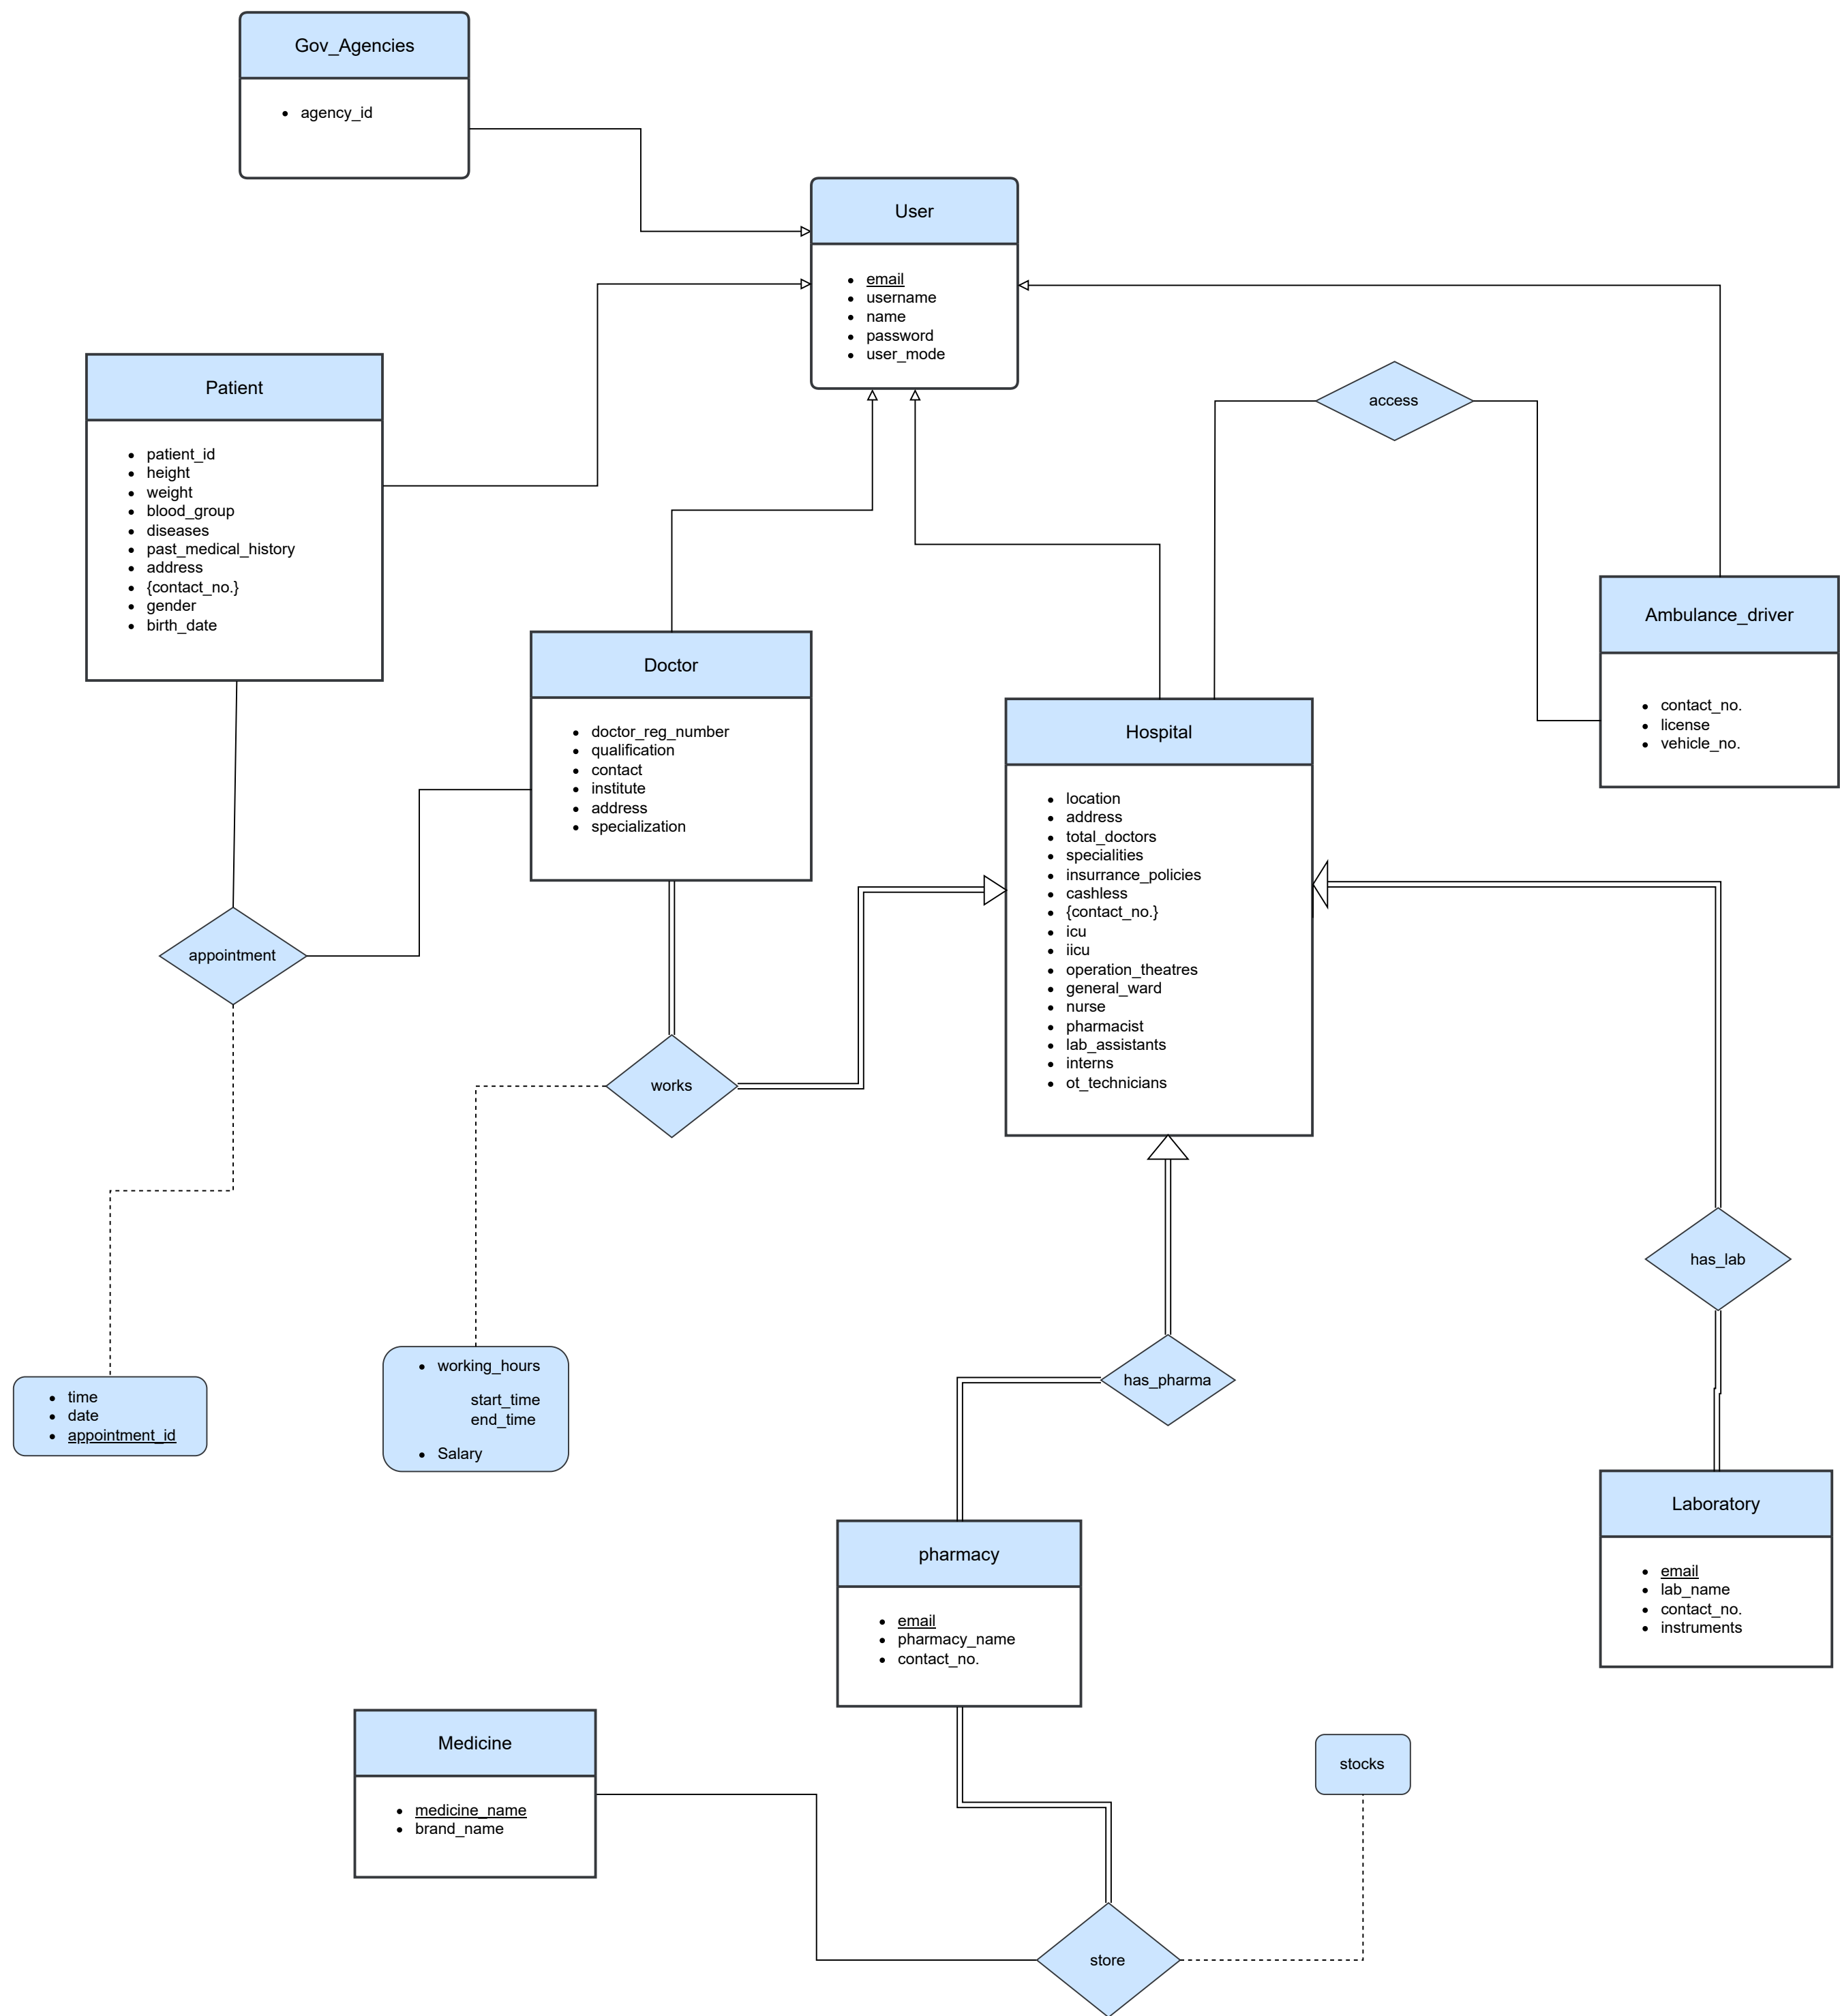 Gov_Agencies
agency_id
User
email
username
name
password
user_mode
Patient
patient_id
height
weight
blood_group
diseases
past_medical_history
address
{contact_no.}
gender
birth_date
access
Ambulance_driver
contact_no.
license
vehicle_no.
Doctor
doctor_reg_number
qualification
contact
institute
address
specialization
Hospital
location
address
total_doctors
specialities
insurrance_policies
cashless
{contact_no.}
icu
iicu
operation_theatres
general_ward
nurse
pharmacist
lab_assistants
interns
ot_technicians
appointment
works
has_lab
has_pharma
time
date
appointment_id
working_hours
start_time
end_time
Salary
Laboratory
email
lab_name
contact_no.
instruments
pharmacy
email
pharmacy_name
contact_no.
Medicine
medicine_name
brand_name
stocks
store